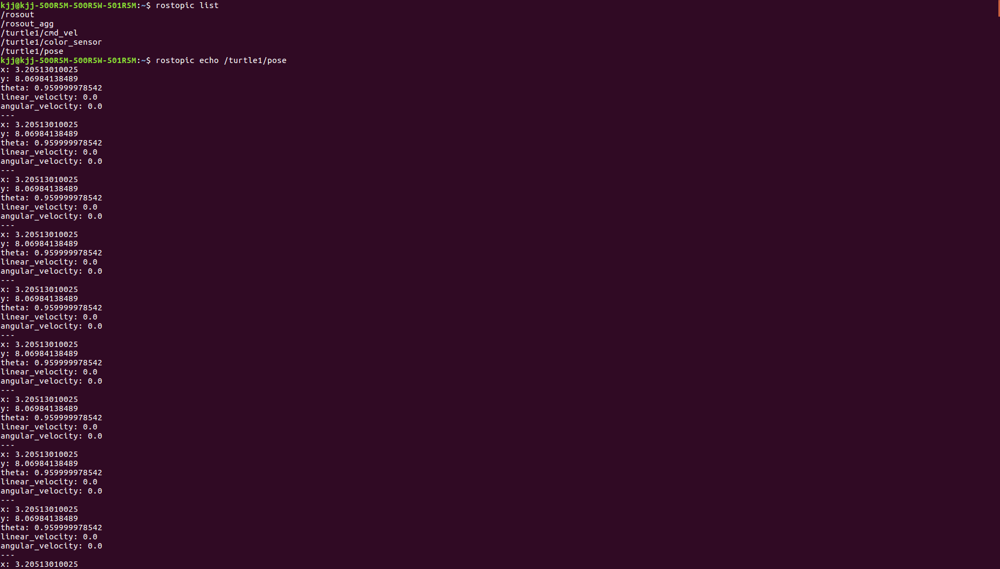 kjj@kjj-500R5M-500R5W-501R5M:~$ rostopic list
/rosout
/rosout_agg
/turtle1/cmd_vel
/turtle1/color_sensor
/turtle1/pose
kjj@kjj-500R5M-500R5W-501R5M:~$ rostopic echo /turtle1/pose
x: 3.20513010025
y: 8.06984138489
theta: 0.959999978542
linear_velocity: 0.0
angular_velocity: 0.0
---
x: 3.20513010025
y: 8.06984138489
theta: 0.959999978542
linear_velocity: 0.0
angular_velocity: 0.0
---
x: 3.20513010025
y: 8.06984138489
theta: 0.959999978542
linear_velocity: 0.0
angular_velocity: 0.0
---
x: 3.20513010025
y: 8.06984138489
theta: 0.959999978542
linear_velocity: 0.0
angular_velocity: 0.0
---
x: 3.20513010025
y: 8.06984138489
theta: 0.959999978542
linear_velocity: 0.0
angular_velocity: 0.0
---
x: 3.20513010025
y: 8.06984138489
theta: 0.959999978542
linear_velocity: 0.0
angular_velocity: 0.0
---
x: 3.20513010025
y: 8.06984138489
theta: 0.959999978542
linear_velocity: 0.0
angular_velocity: 0.0
---
x: 3.20513010025
y: 8.06984138489
theta: 0.959999978542
linear_velocity: 0.0
angular_velocity: 0.0
---
x: 3.20513010025
y: 8.06984138489
theta: 0.959999978542
linear_velocity: 0.0
angular_velocity: 0.0
---
x: 3.20513010025